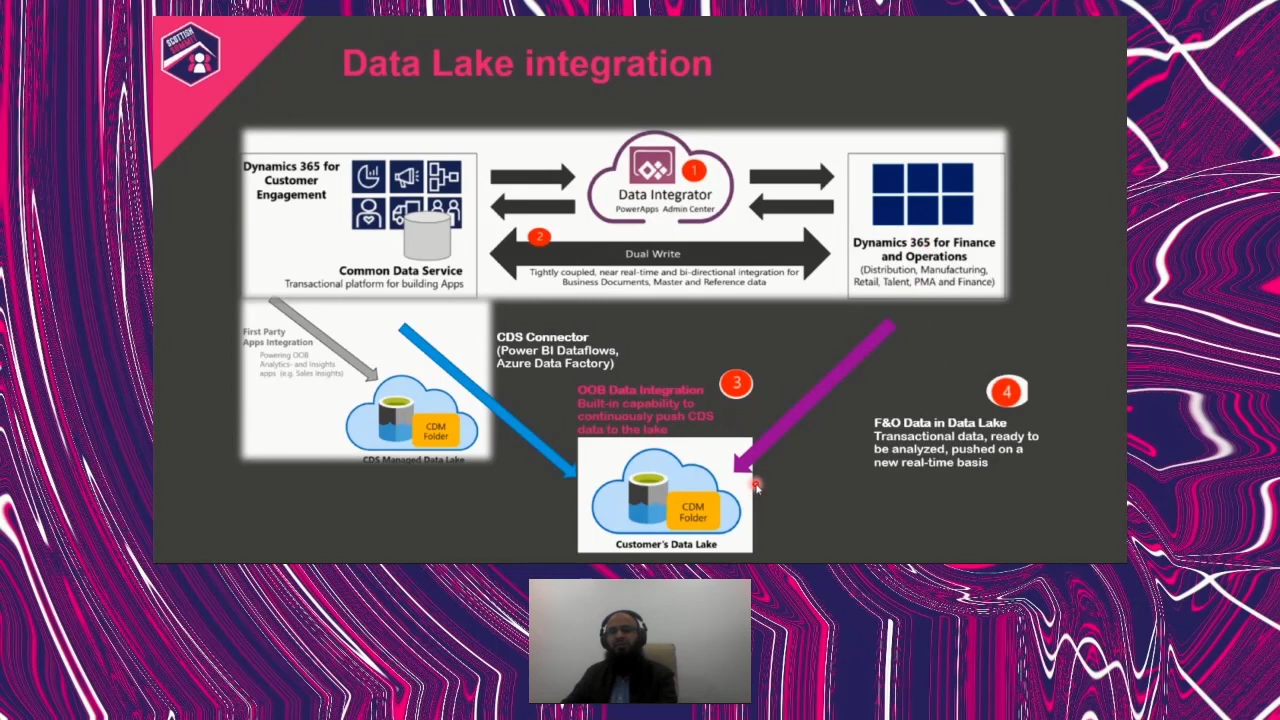 SCOTTISH
SUMMIT
Data Lake integration
Dynamics 365 for
Customer
Engagement
Common Data Service
Transactional platform for building Apps
1
Data Integrator
PowerApps Admin Center
2
Dual Write
Tightly coupled, near real-time and bi-directional integration for
Business Documents, Master and Reference data
Dynamics 365 for Finance
and Operations
(Distribution, Manufacturing,
Retail, Talent, PMA and Finance)
First Party
Apps Integration
Powering OOB
Analytics- and Insights
apps (e.g. Sales Insights)
CDM
Folder
CDS Managed Data Lake
CDS Connector
(Power BI Dataflows,
Azure Data Factory)
OOB Data Integration
Built-in capability to
continuously push CDS
data to the lake
3
CDM
Folder
Customer's Data Lake
4
F&O Data in Data Lake
Transactional data, ready to
be analyzed, pushed on a
new real-time basis